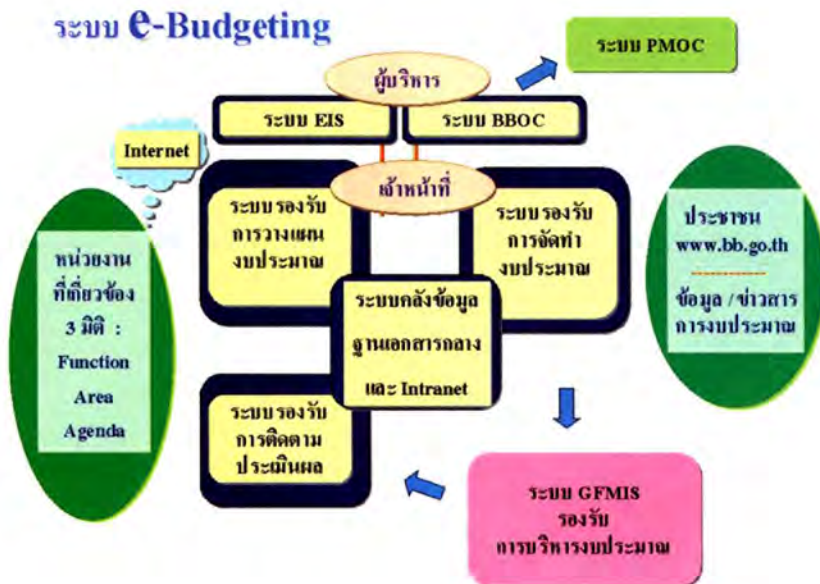 ระบบ e-Budgeting
ระบบ PMOC
ผู้บริหาร
ระบบ EIS
ระบบ BBOC
Internet
เจ้าหน้าที่
ระบบรองรับ
การวางแผน
งบประมาณ
ระบบรองรับ
การจัดทำ
งบประมาณ
หน่วยงาน
ที่เกี่ยวข้อง
3 มิติ :
Function
Area
Agenda
ประชาชน
www.bb.go.th
------------
ข้อมูล /ข่าวสาร
การงบประมาณ
ระบบคลังข้อมูล
ฐานเอกสารกลาง
และ Intranet
ระบบรองรับ
การติดตาม
ประเมินผล
ระบบ GFMIS
รองรับ
การบริหารงบประมาณ